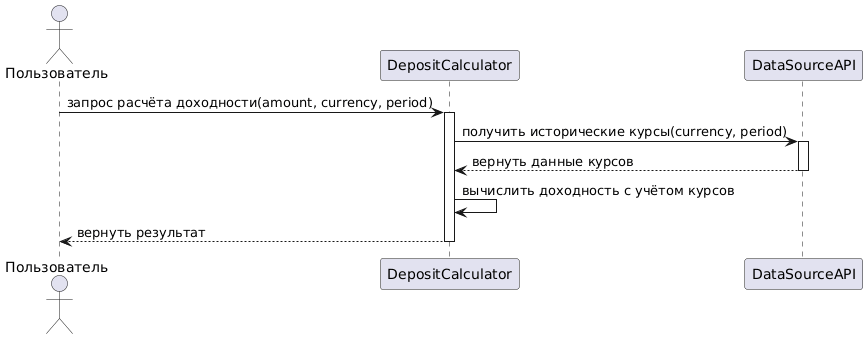 Пользователь
DepositCalculator
DataSourceAPI
запрос расчёта доходности(amount, currency, period)
получить исторические курсы(currency, period)
вернуть данные курсов
вычислить доходность с учётом курсов
вернуть результат
Пользователь
DepositCalculator
DataSourceAPI